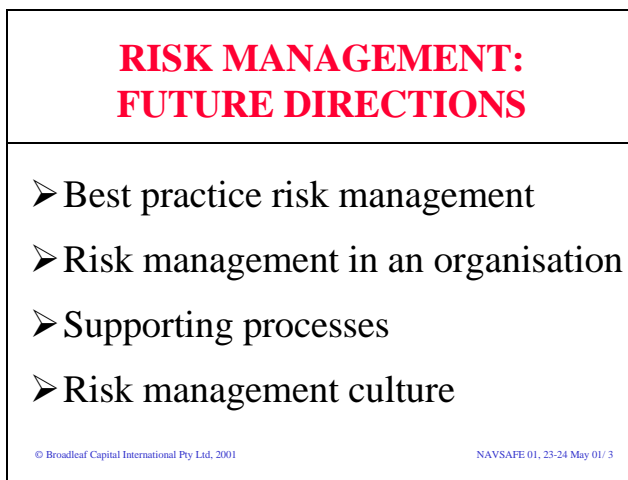 RISK MANAGEMENT:
FUTURE DIRECTIONS
➢Best practice risk management
➢Risk management in an organisation
➢Supporting processes
➢Risk management culture
© Broadleaf Capital International Pty Ltd, 2001
NAVSAFE 01, 23-24 May 01/ 3